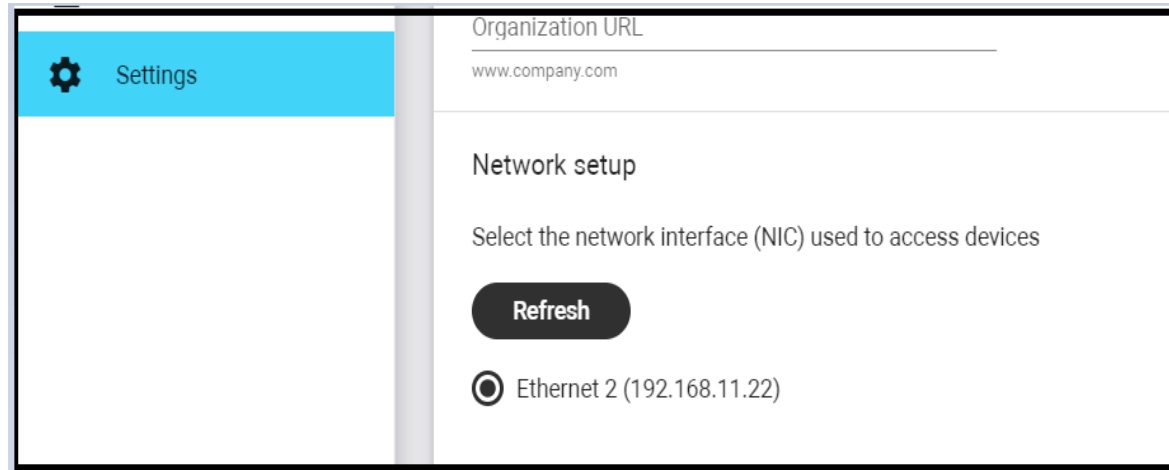 Settings
Organization URL
www.company.com
Network setup
Select the network interface (NIC) used to access devices
Refresh
Ethernet 2 (192.168.11.22)